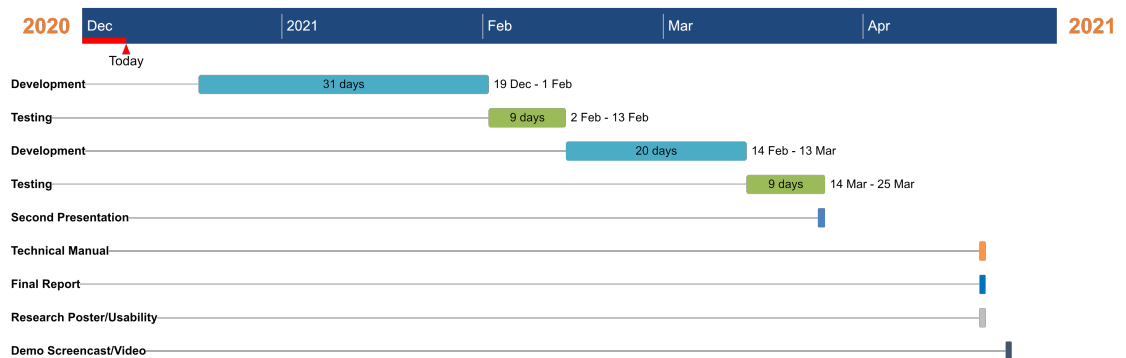 2020 Dec 2021 Feb Mar Apr 2021
Today
Development 31 days 19 Dec - 1 Feb
Testing 9 days 2 Feb - 13 Feb
Development 20 days 14 Feb - 13 Mar
Testing 9 days 14 Mar - 25 Mar
Second Presentation
Technical Manual
Final Report
Research Poster/Usability
Demo Screencast/Video